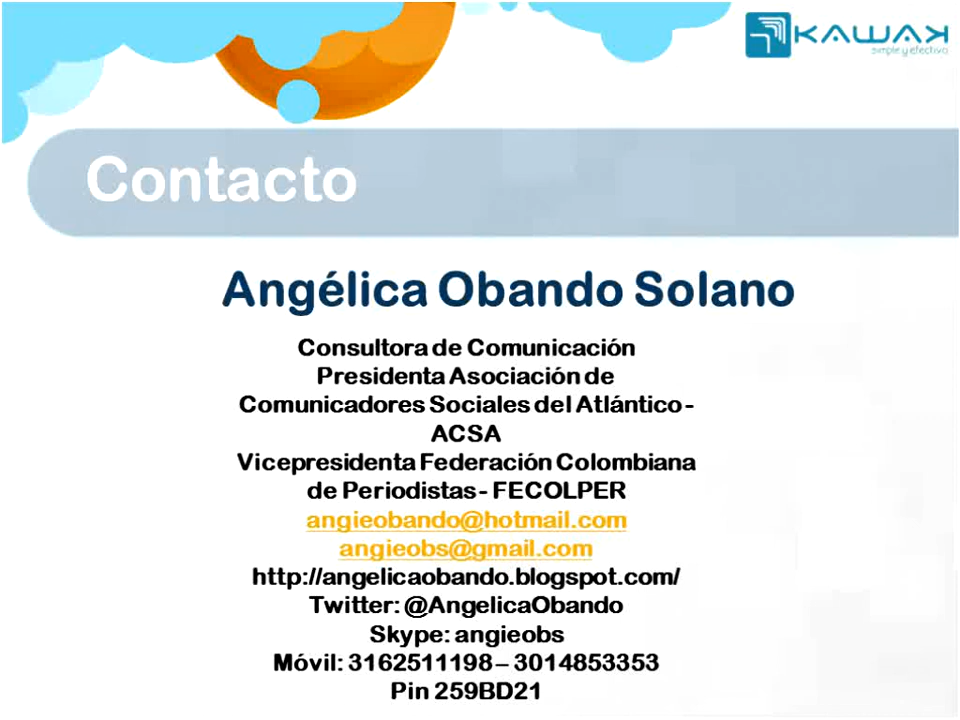 KAWAK
simple y efectivo
Contacto
Angélica Obando Solano
Consultora de Comunicación
Presidenta Asociación de
Comunicadores Sociales del Atlántico -
ACSA
Vicepresidenta Federación Colombiana
de Periodistas - FECOLPER
angieobando@hotmail.com
angieobs@gmail.com
http://angelicaobando.blogspot.com/
Twitter: @AngelicaObando
Skype: angieobs
Móvil: 3162511198 – 3014853353
Pin 259BD21